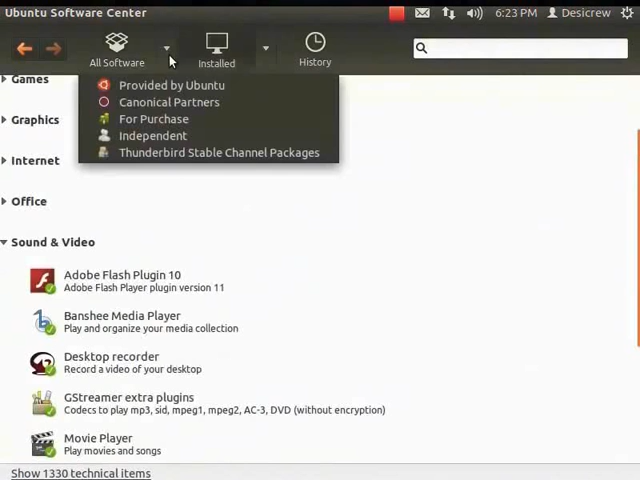 Ubuntu Software Center
6:23 PM
Desicrew
All Software
Installed
History
Provided by Ubuntu
Canonical Partners
For Purchase
Independent
Thunderbird Stable Channel Packages
Games
Graphics
Internet
Office
Sound & Video
Adobe Flash Plugin 10
Adobe Flash Player plugin version 11
Banshee Media Player
Play and organize your media collection
Desktop recorder
Record a video of your desktop
GStreamer extra plugins
Codecs to play mp3, sid, mpeg1, mpeg2, AC-3, DVD (without encryption)
Movie Player
Play movies and songs
Show 1330 technical items